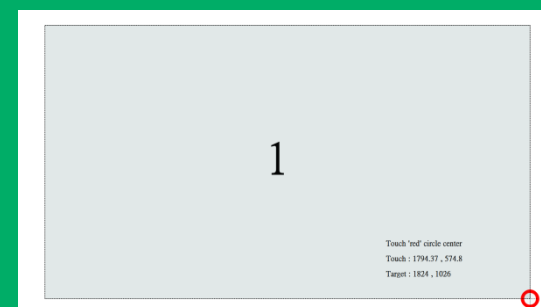 1
Touch 'red' circle center
Touch : 1794.37 , 574.8
Target : 1824 , 1026